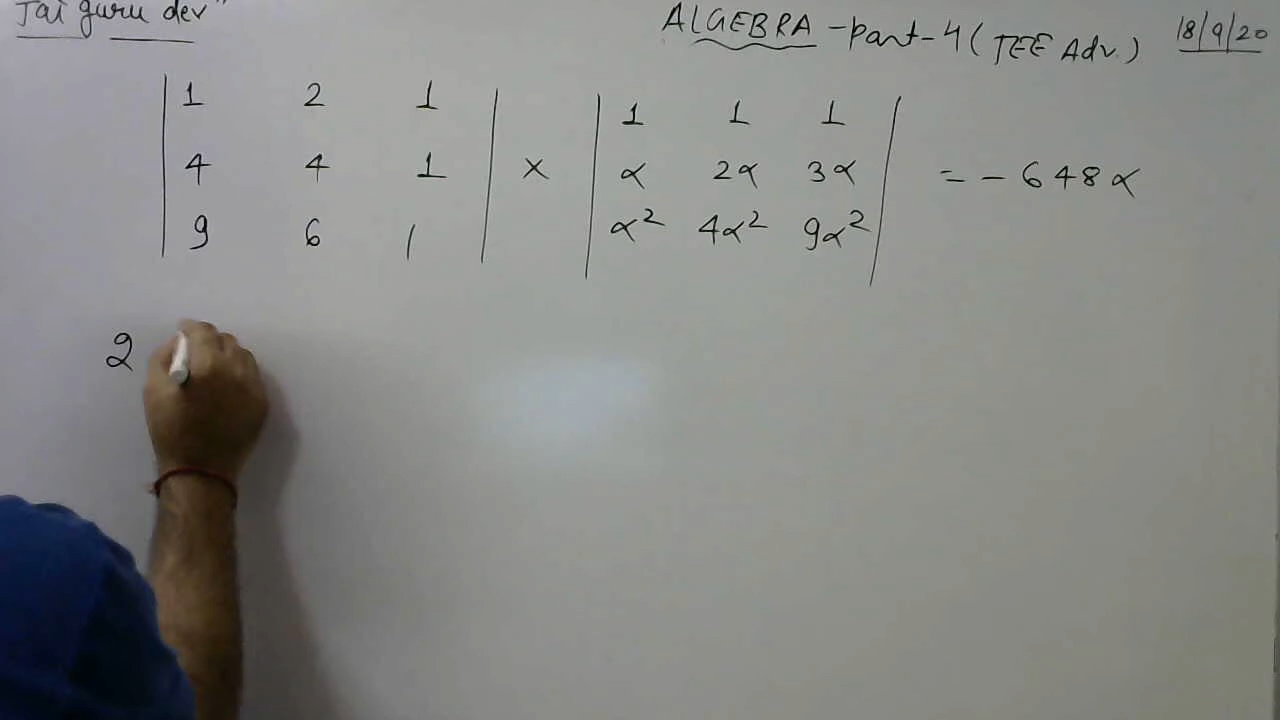 Jai guru dev"
ALGEBRA - part - 4 ( JEE Adv. ) 18/9/20
| 1 2 1 | × | 1 1 1 |
| 4 4 1 | × | α 2α 3α | = - 648α
| 9 6 1 | | α² 4α² 9α² |
2